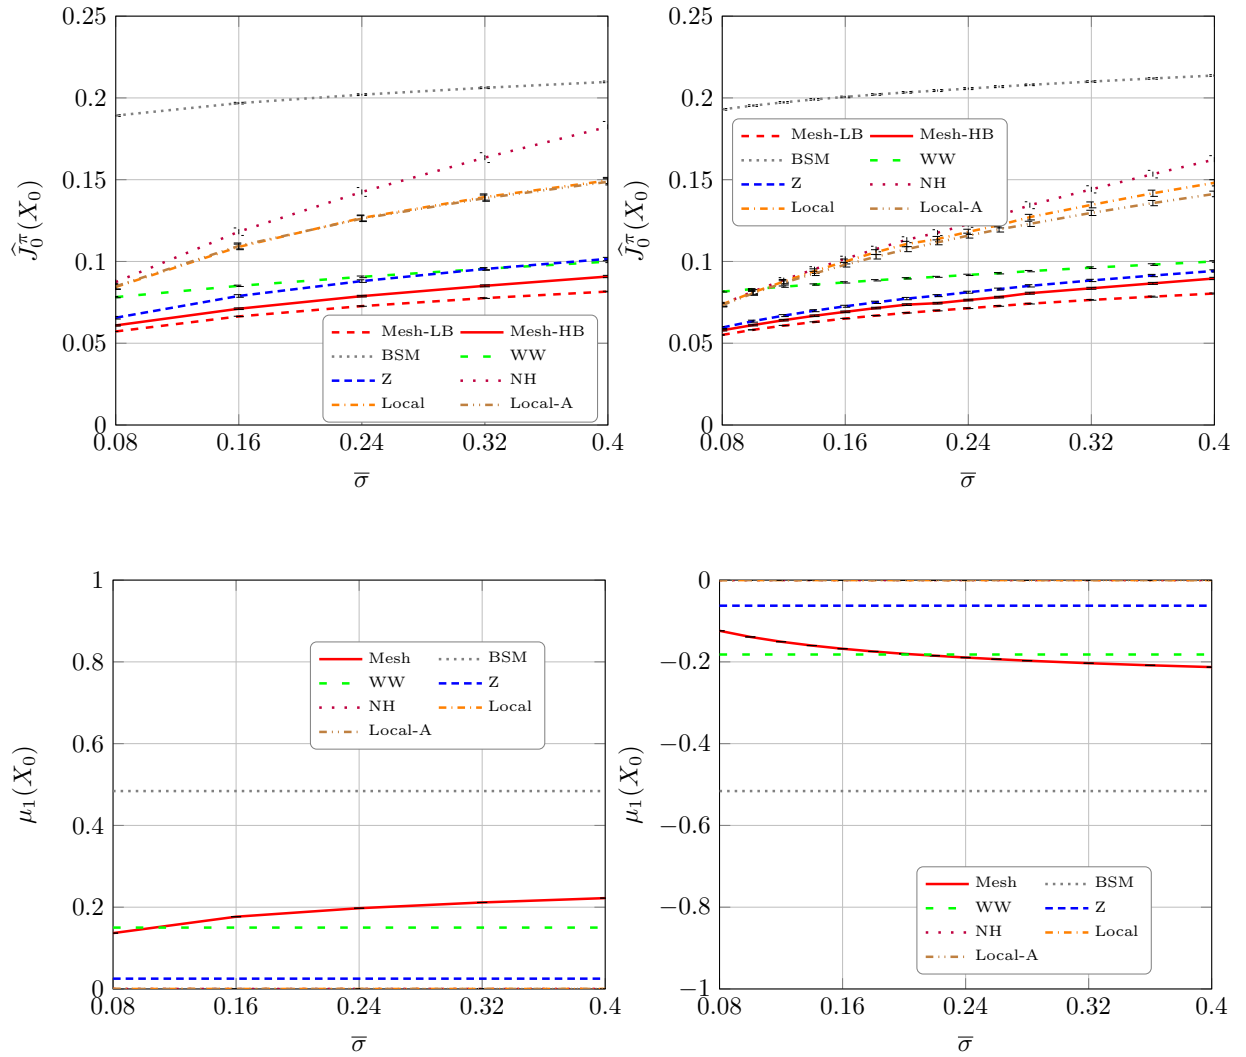 0.25
0.2
0.15
0.1
0.05
0
0.08 0.16 0.24 0.32 0.4
σ̅
Ĵ₀^π(X₀)
Mesh-LB Mesh-HB
BSM WW
Z NH
Local Local-A
0.25
0.2
0.15
0.1
0.05
0
0.08 0.16 0.24 0.32 0.4
σ̅
Ĵ₀^π(X₀)
Mesh-LB Mesh-HB
BSM WW
Z NH
Local Local-A
1
0.8
0.6
0.4
0.2
0
0.08 0.16 0.24 0.32 0.4
σ̅
μ₁(X₀)
Mesh BSM
WW Z
NH Local
Local-A
0
−0.2
−0.4
−0.6
−0.8
−1
0.08 0.16 0.24 0.32 0.4
σ̅
μ₁(X₀)
Mesh BSM
WW Z
NH Local
Local-A